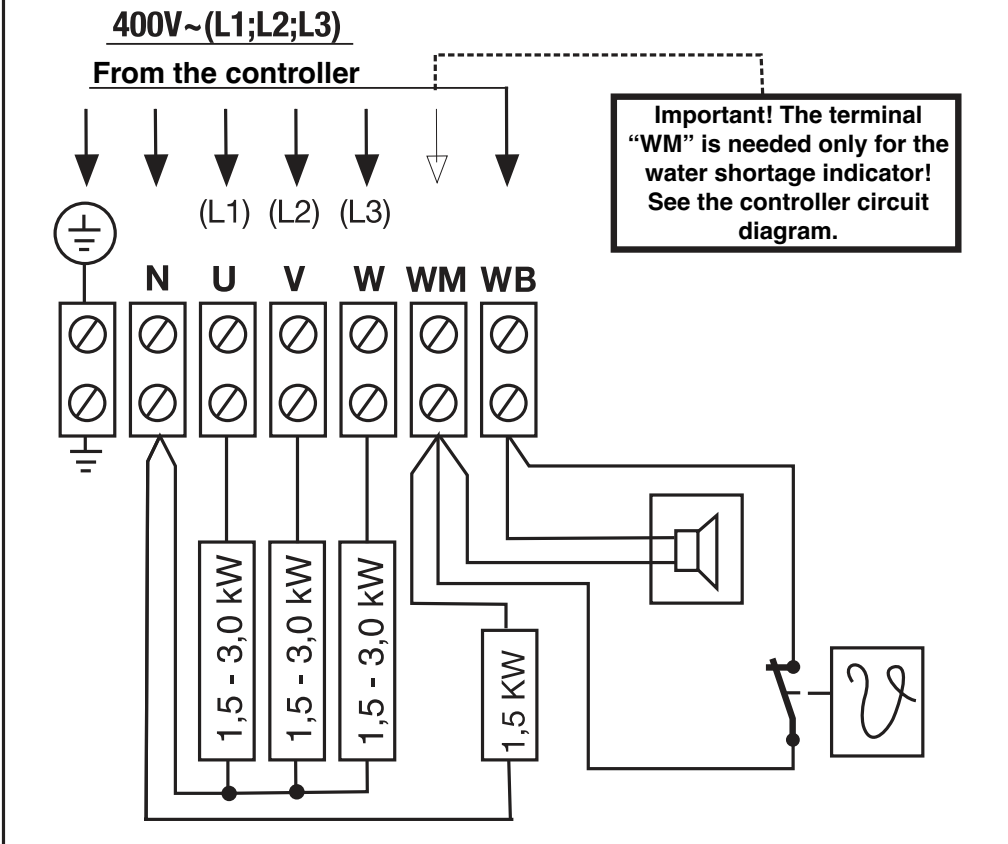 400V~(L1;L2;L3)
From the controller
Important! The terminal
“WM” is needed only for the
water shortage indicator!
See the controller circuit
diagram.
(L1) (L2) (L3)
N U V W WM WB
1,5 - 3,0 kW
1,5 - 3,0 kW
1,5 - 3,0 kW
1,5 KW
ϑ